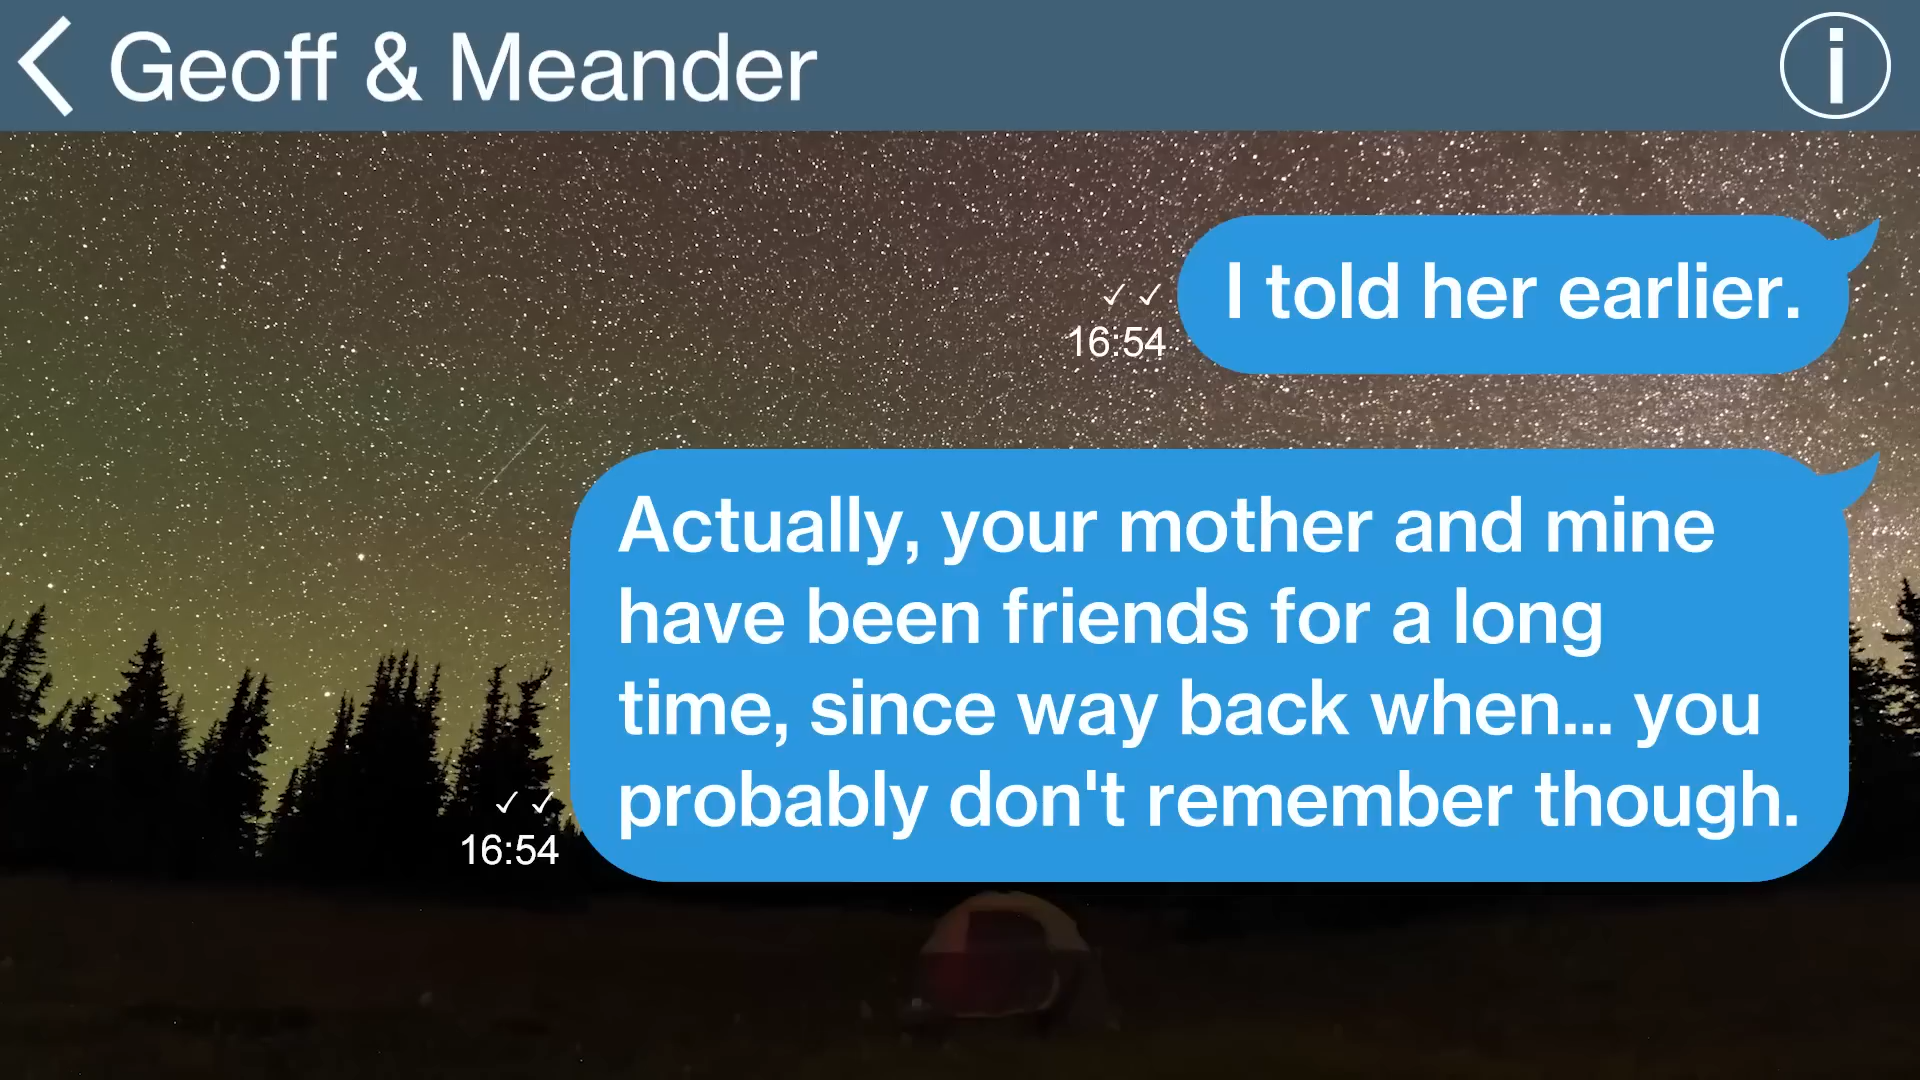 Geoff & Meander
I told her earlier.
✓ ✓
16:54
Actually, your mother and mine
have been friends for a long
time, since way back when... you
probably don't remember though.
✓ ✓
16:54